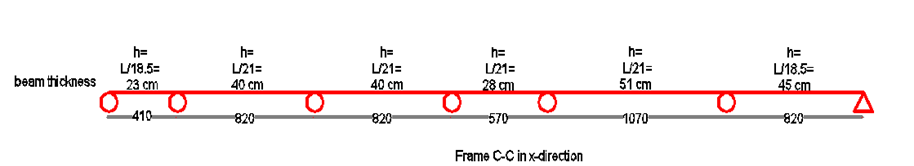 h= h= h= h= h= h=
L/18.5= L/21= L/21= L/21= L/21= L/18.5=
beam thickness 23 cm 40 cm 40 cm 28 cm 51 cm 45 cm
410 820 820 570 1070 820
Frame C-C in x-direction